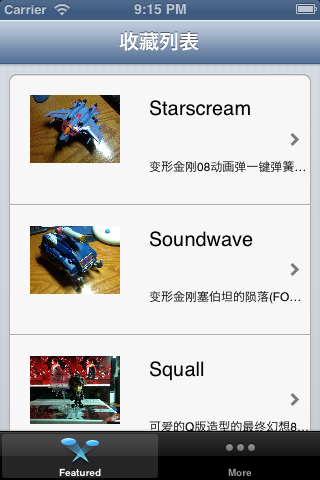 Carrier 9:15 PM
收藏列表
Starscream
变形金刚08动画弹一键弹簧…
Soundwave
变形金刚塞伯坦的陨落(FO…
Squall
可爱的Q版造型的最终幻想8…
Featured
More